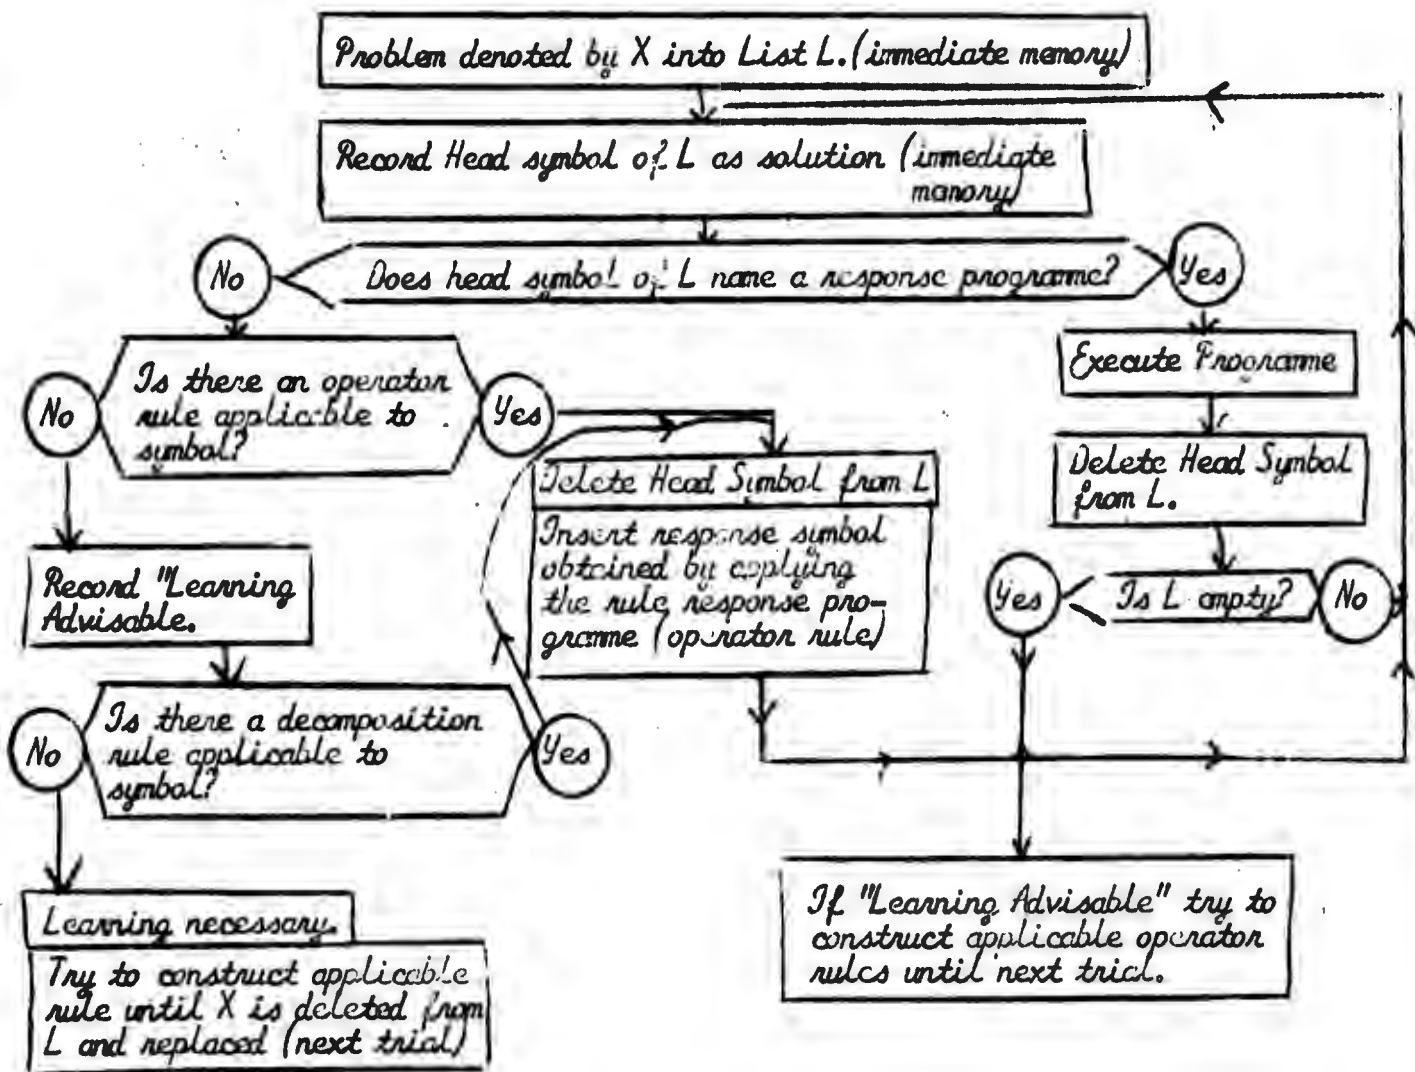 Problem denoted by X into List L. (immediate memory)
Record Head symbol of L as solution (immediate
memory)
No
Does head symbol of L name a response programme?
Yes
Execute Programme
Is there an operator
rule applicable to
symbol?
No
Yes
Delete Head Symbol from L
Insert response symbol
obtained by applying
the rule response pro-
gramme (operator rule)
Delete Head Symbol
from L.
Yes
Is L empty?
No
Record "Learning
Advisable.
Is there a decomposition
rule applicable to
symbol?
No
Yes
Learning necessary.
Try to construct applicable
rule until X is deleted from
L and replaced (next trial)
If "Learning Advisable" try to
construct applicable operator
rules until next trial.